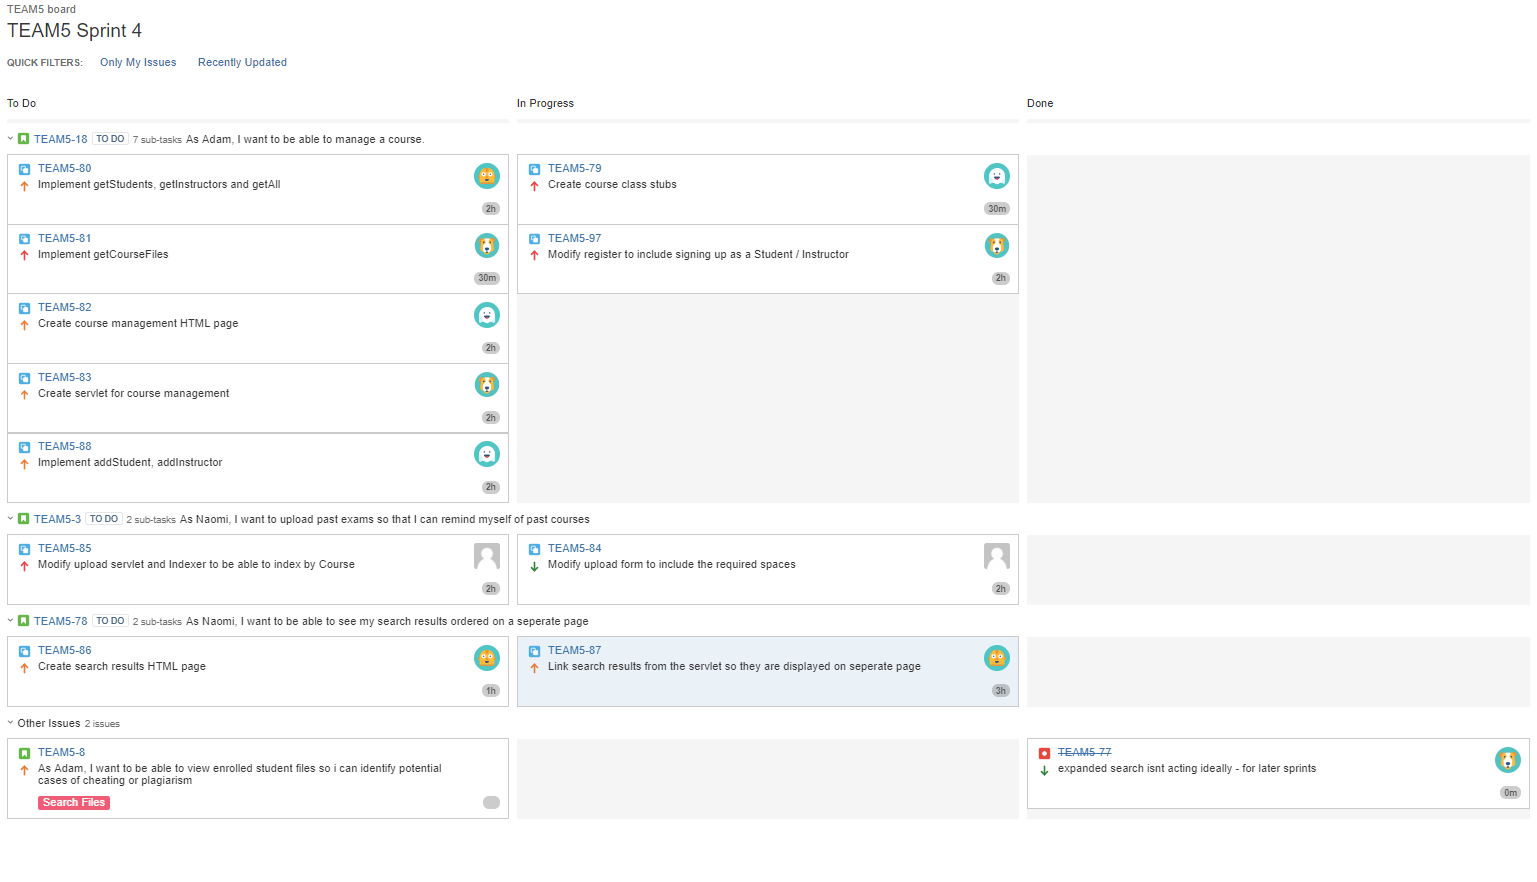 TEAM5 board
TEAM5 Sprint 4
QUICK FILTERS: Only My Issues Recently Updated
To Do In Progress Done
TEAM5-18 TO DO 7 sub-tasks As Adam, I want to be able to manage a course.
TEAM5-80
Implement getStudents, getInstructors and getAll
2h
TEAM5-79
Create course class stubs
30m
TEAM5-81
Implement getCourseFiles
30m
TEAM5-97
Modify register to include signing up as a Student / Instructor
2h
TEAM5-82
Create course management HTML page
2h
TEAM5-83
Create servlet for course management
2h
TEAM5-88
Implement addStudent, addInstructor
2h
TEAM5-3 TO DO 2 sub-tasks As Naomi, I want to upload past exams so that I can remind myself of past courses
TEAM5-85
Modify upload servlet and Indexer to be able to index by Course
2h
TEAM5-84
Modify upload form to include the required spaces
2h
TEAM5-78 TO DO 2 sub-tasks As Naomi, I want to be able to see my search results ordered on a seperate page
TEAM5-86
Create search results HTML page
1h
TEAM5-87
Link search results from the servlet so they are displayed on seperate page
3h
Other Issues 2 issues
TEAM5-8
As Adam, I want to be able to view enrolled student files so i can identify potential
cases of cheating or plagiarism
Search Files
TEAM5-77
expanded search isnt acting ideally - for later sprints
0m